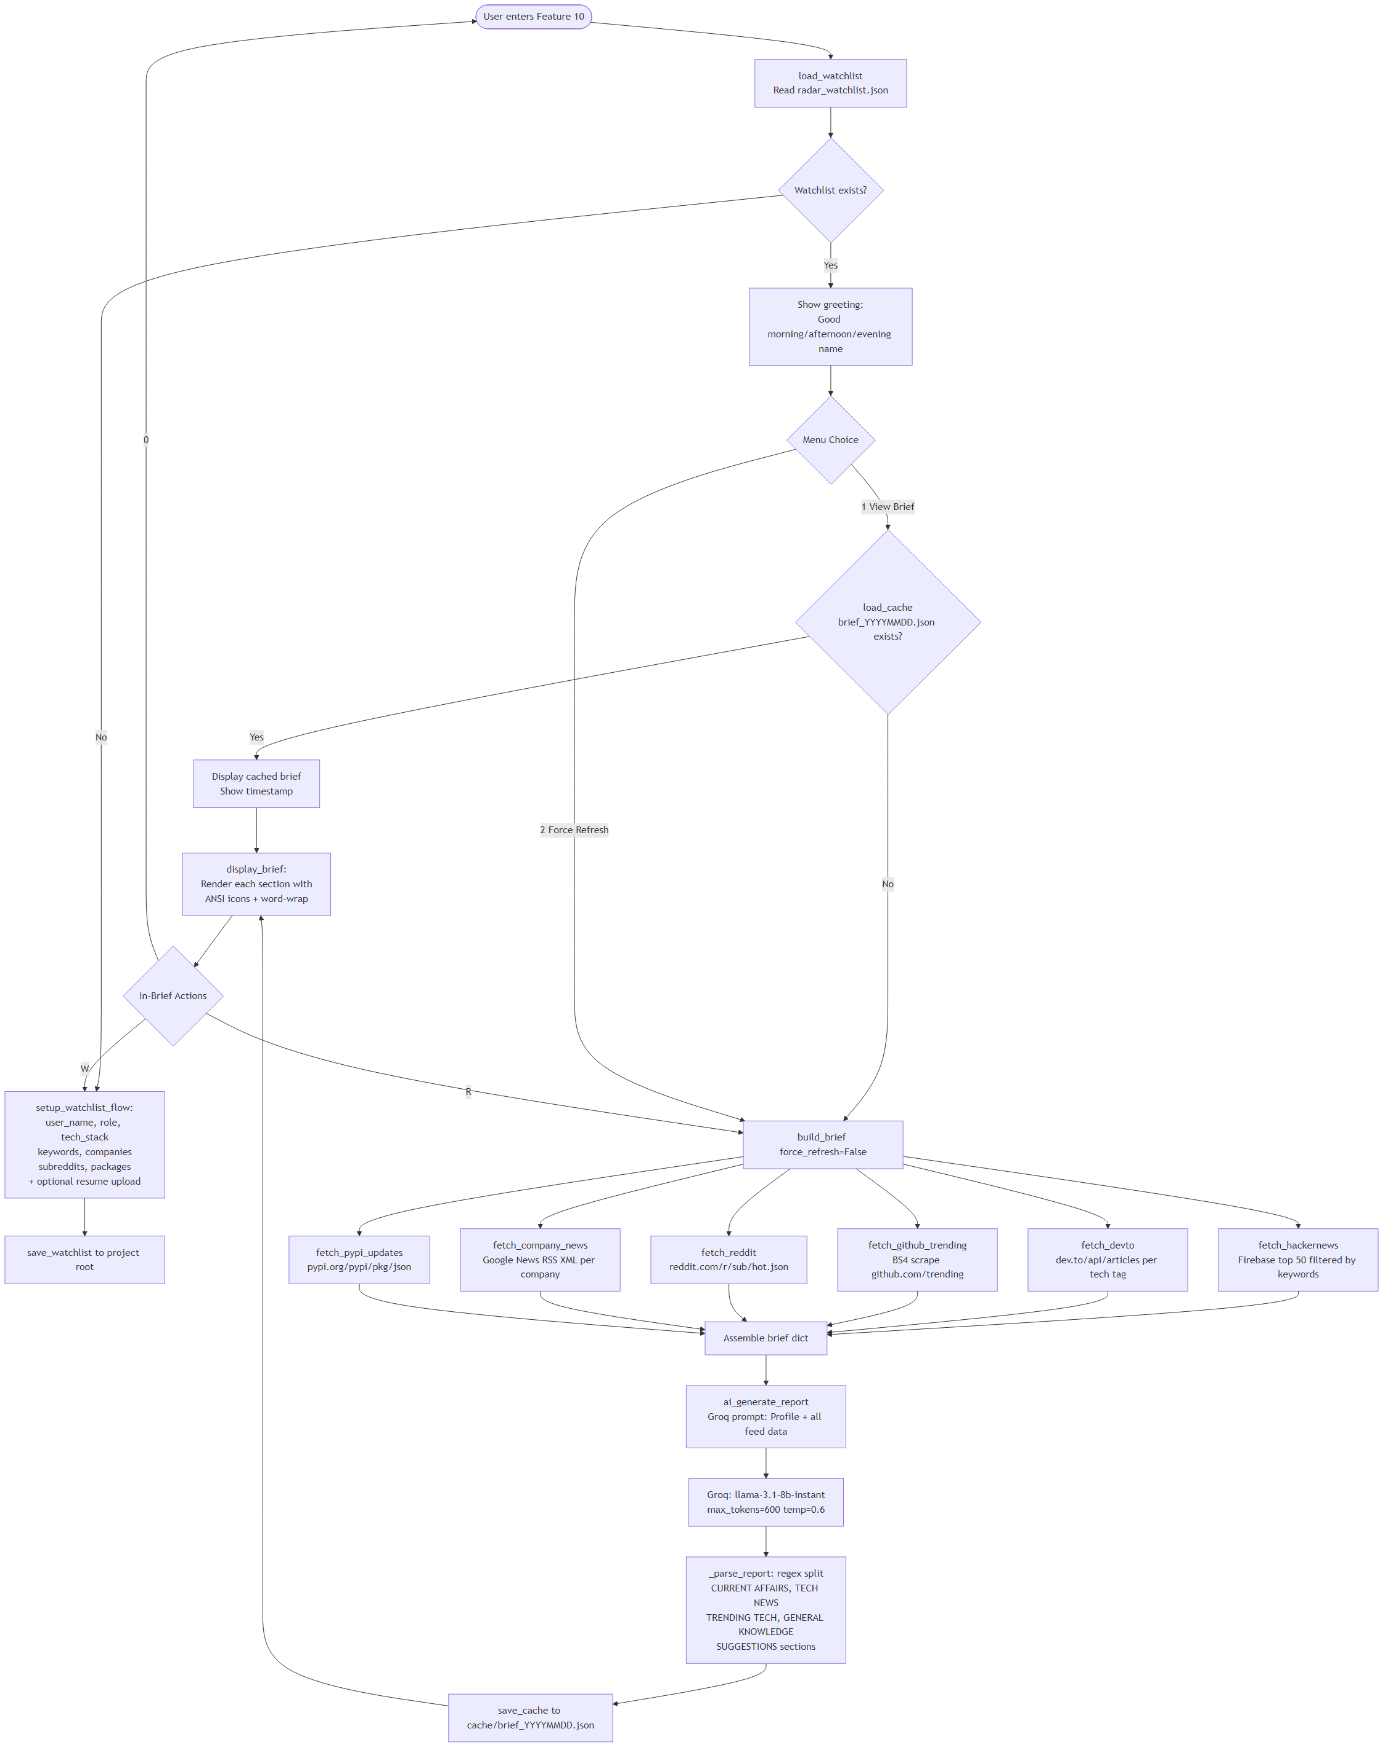 User enters Feature 10
load_watchlist
Read radar_watchlist.json
Watchlist exists?
Yes
Show greeting:
Good
morning/afternoon/evening
name
Menu Choice
0
1 View Brief
load_cache
brief_YYYYMMDD.json
exists?
Yes
No
Display cached brief
Show timestamp
2 Force Refresh
display_brief:
Render each section with
ANSI icons + word-wrap
No
In-Brief Actions
W
R
setup_watchlist_flow:
user_name, role,
tech_stack
keywords, companies
subreddits, packages
+ optional resume upload
build_brief
force_refresh=False
save_watchlist to project
root
fetch_pypi_updates
pypi.org/pypi/pkg/json
fetch_company_news
Google News RSS XML per
company
fetch_reddit
reddit.com/r/sub/hot.json
fetch_github_trending
BS4 scrape
github.com/trending
fetch_devto
dev.to/api/articles per
tech tag
fetch_hackernews
Firebase top 50 filtered by
keywords
Assemble brief dict
ai_generate_report
Groq prompt: Profile + all
feed data
Groq: llama-3.1-8b-instant
max_tokens=600 temp=0.6
_parse_report: regex split
CURRENT AFFAIRS, TECH
NEWS
TRENDING TECH, GENERAL
KNOWLEDGE
SUGGESTIONS sections
save_cache to
cache/brief_YYYYMMDD.json